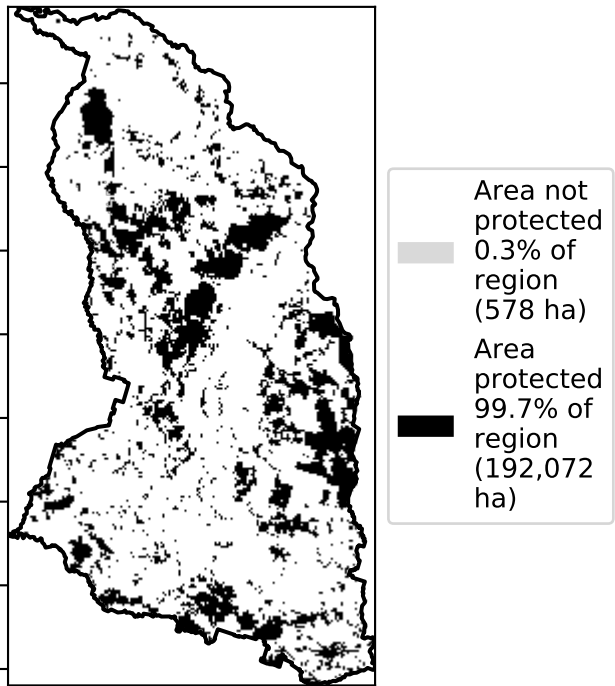 Area not
protected
0.3% of
region
(578 ha)
Area
protected
99.7% of
region
(192,072
ha)